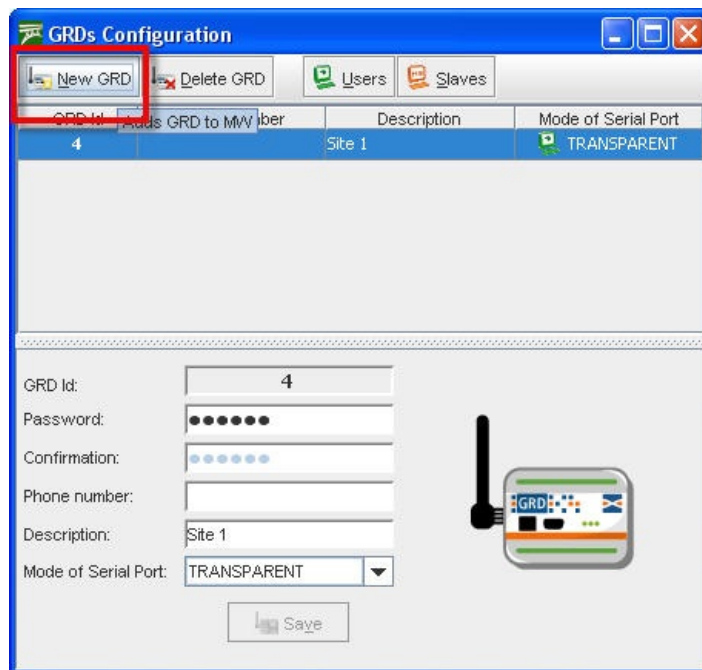 GRDs Configuration
New GRD Delete GRD Users Slaves
Adds GRD to MW
Description Mode of Serial Port
4 Site 1 TRANSPARENT
GRD Id: 4
Password: ●●●●●●
Confirmation: ●●●●●●
Phone number:
Description: Site 1
Mode of Serial Port: TRANSPARENT
GRD
Save